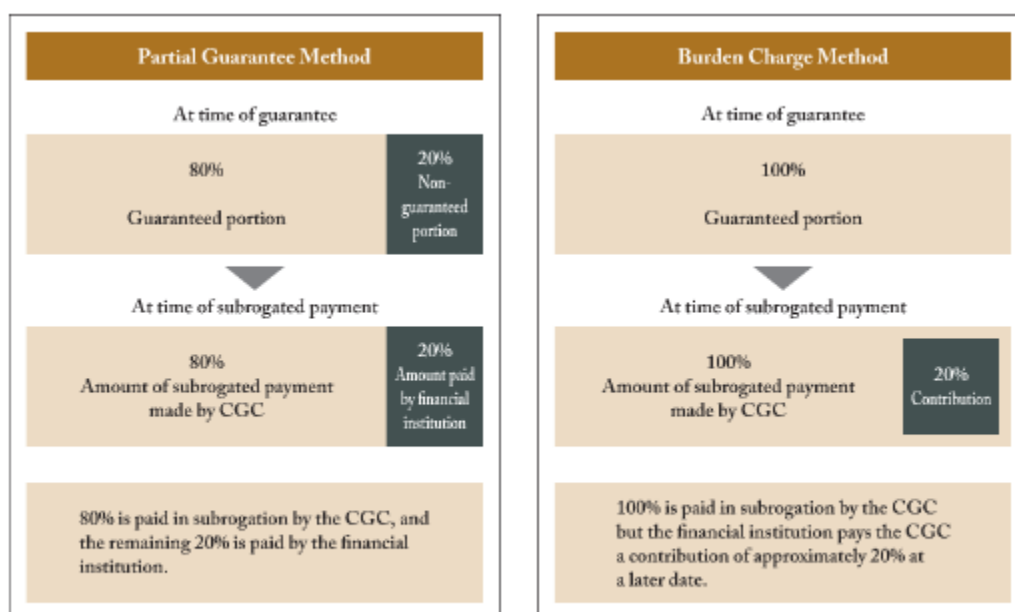 Partial Guarantee Method
At time of guarantee
80%
Guaranteed portion
20%
Non-
guaranteed
portion
At time of subrogated payment
80%
Amount of subrogated payment
made by CGC
20%
Amount paid
by financial
institution
80% is paid in subrogation by the CGC, and
the remaining 20% is paid by the financial
institution.
Burden Charge Method
At time of guarantee
100%
Guaranteed portion
At time of subrogated payment
100%
Amount of subrogated payment
made by CGC
20%
Contribution
100% is paid in subrogation by the CGC
but the financial institution pays the CGC
a contribution of approximately 20% at
a later date.